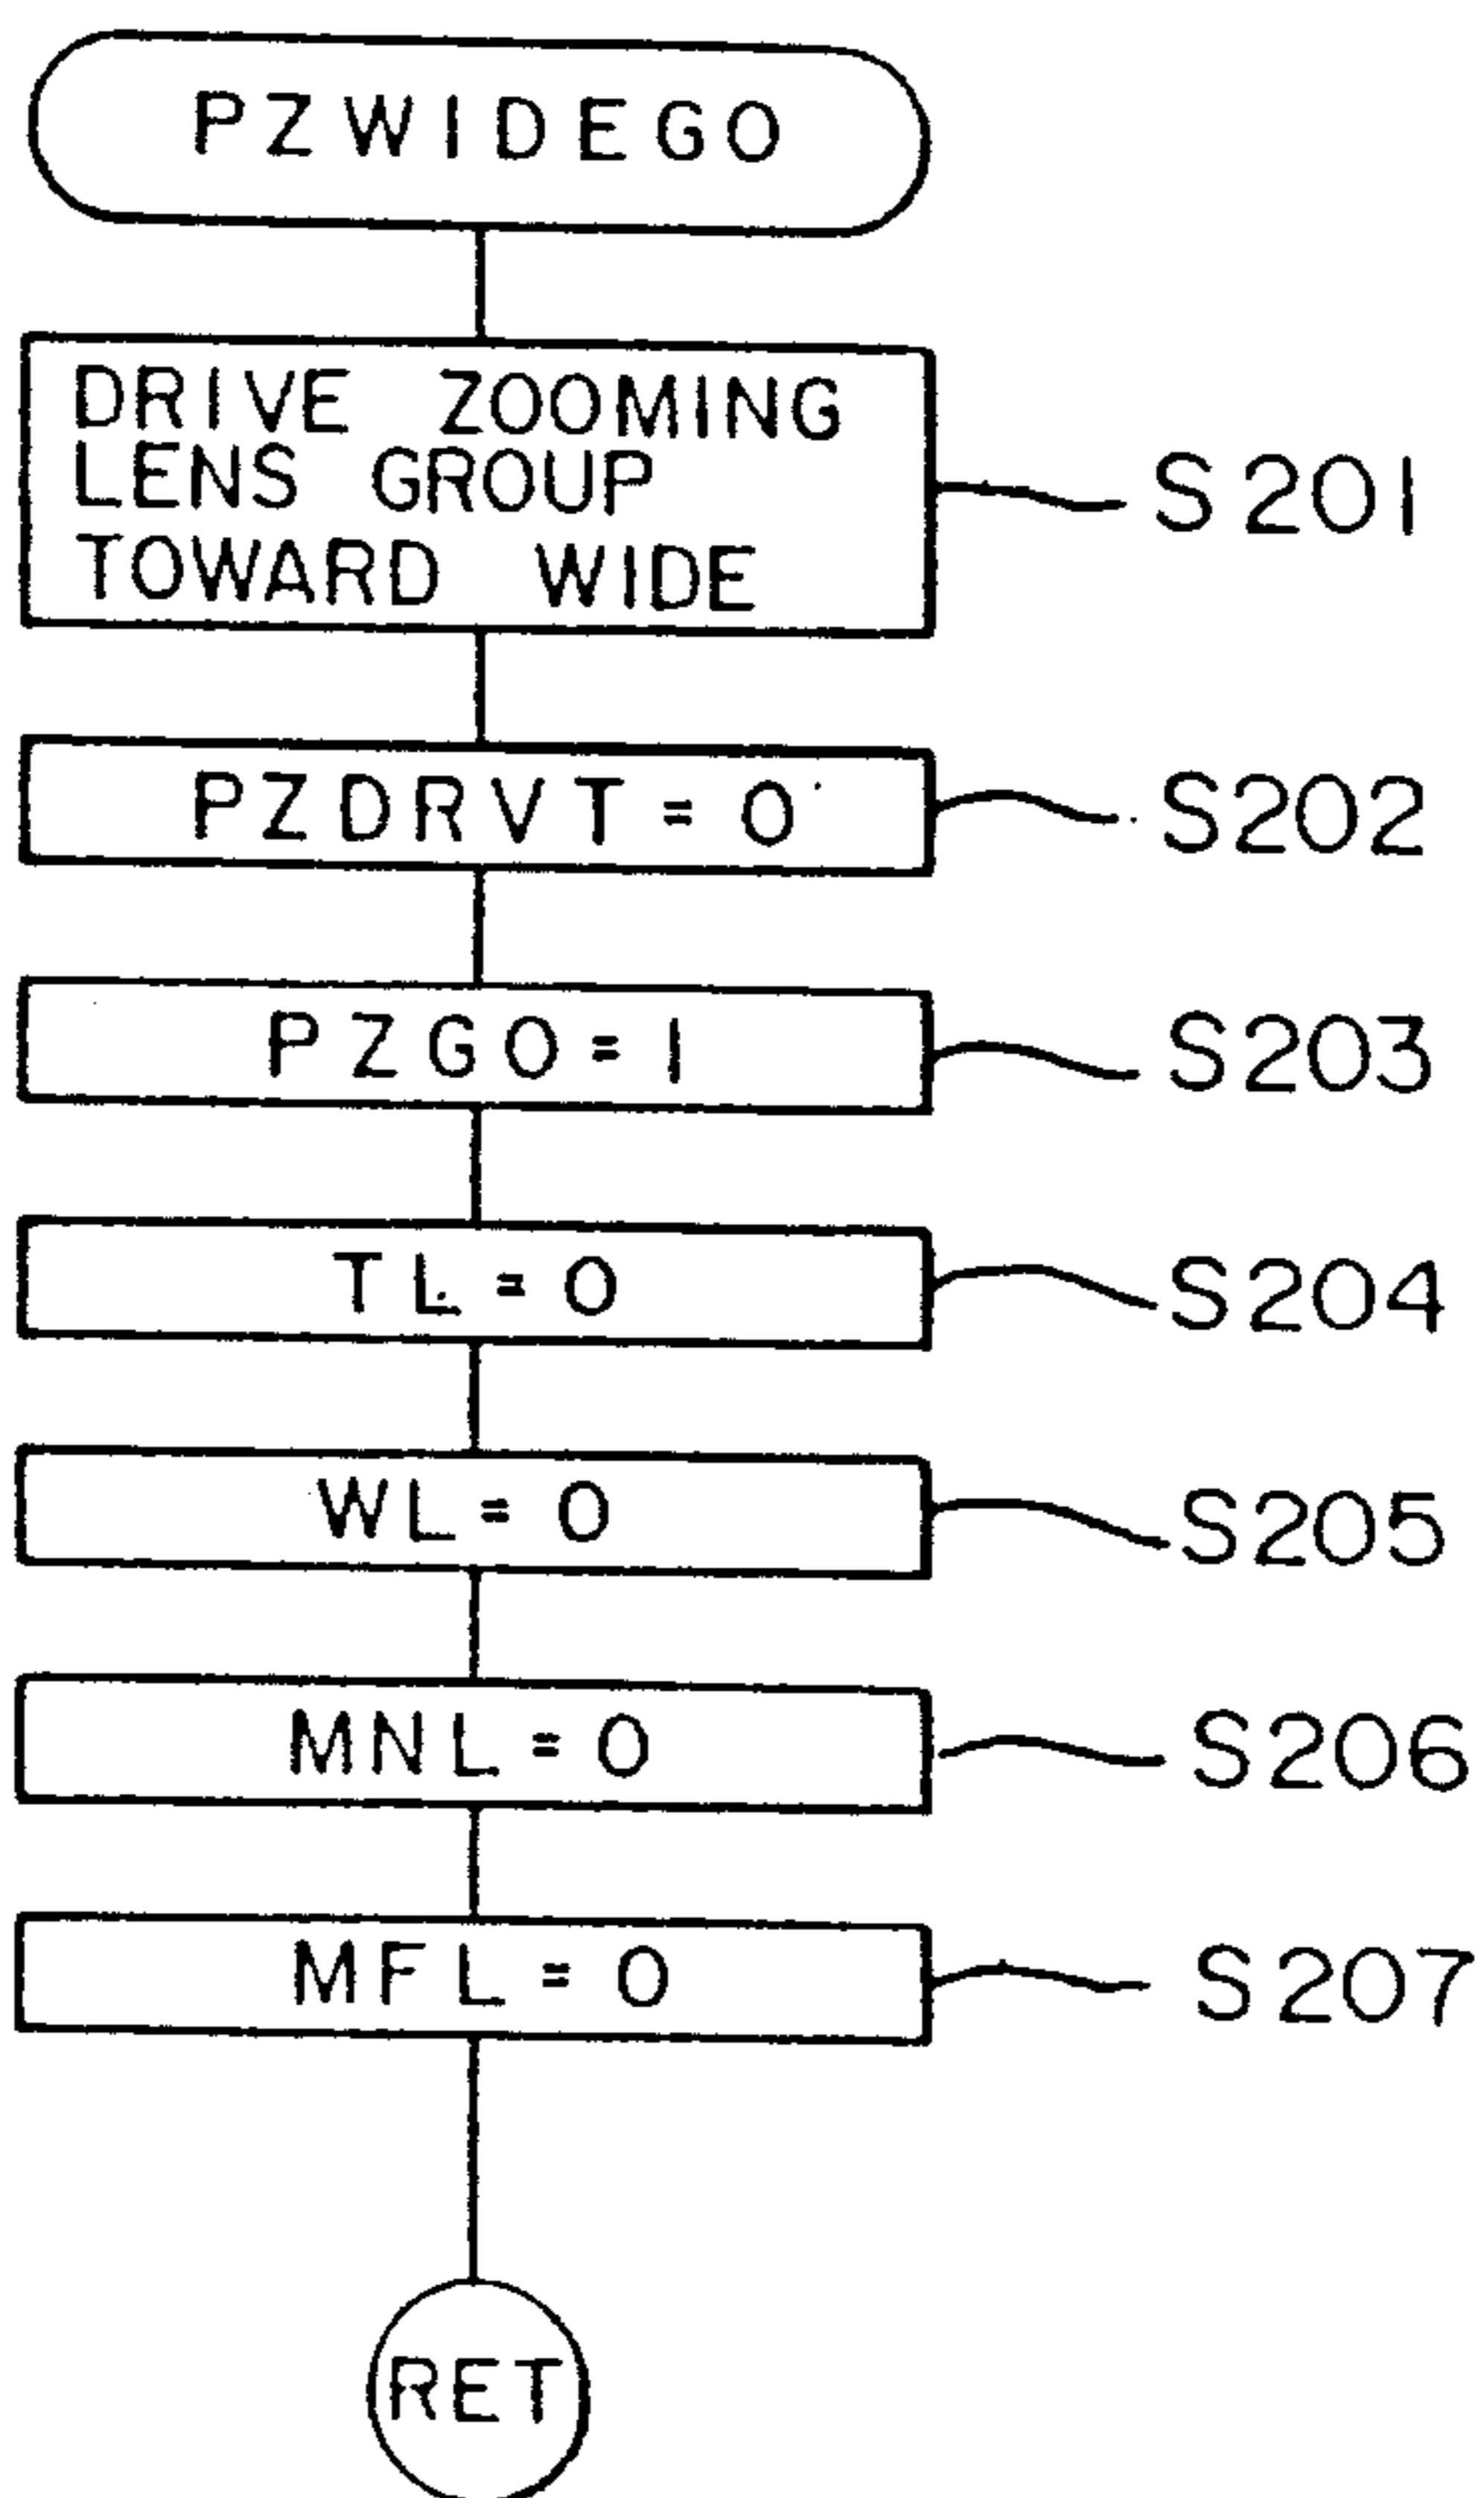 PZWIDEGO
DRIVE ZOOMING
LENS GROUP
TOWARD WIDE
S201
PZDRVT=0
S202
PZGO=1
S203
TL=0
S204
WL=0
S205
MNL=0
S206
MFL=0
S207
RET